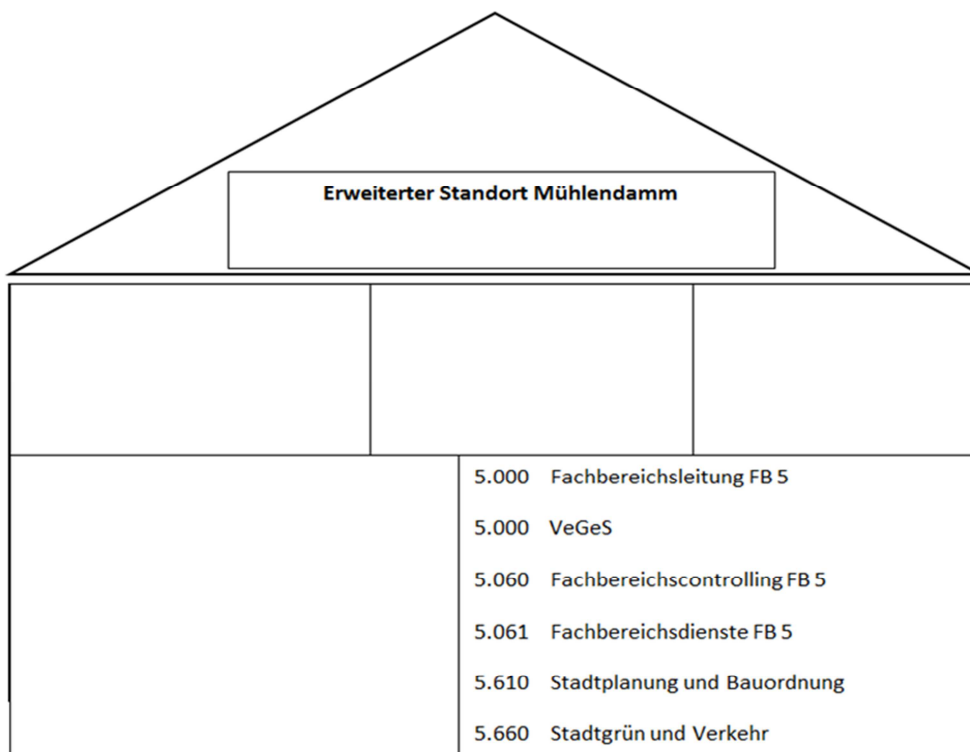 Erweiterter Standort Mühlendamm
5.000 Fachbereichsleitung FB 5
5.000 VeGeS
5.060 Fachbereichscontrolling FB 5
5.061 Fachbereichsdienste FB 5
5.610 Stadtplanung und Bauordnung
5.660 Stadtgrün und Verkehr